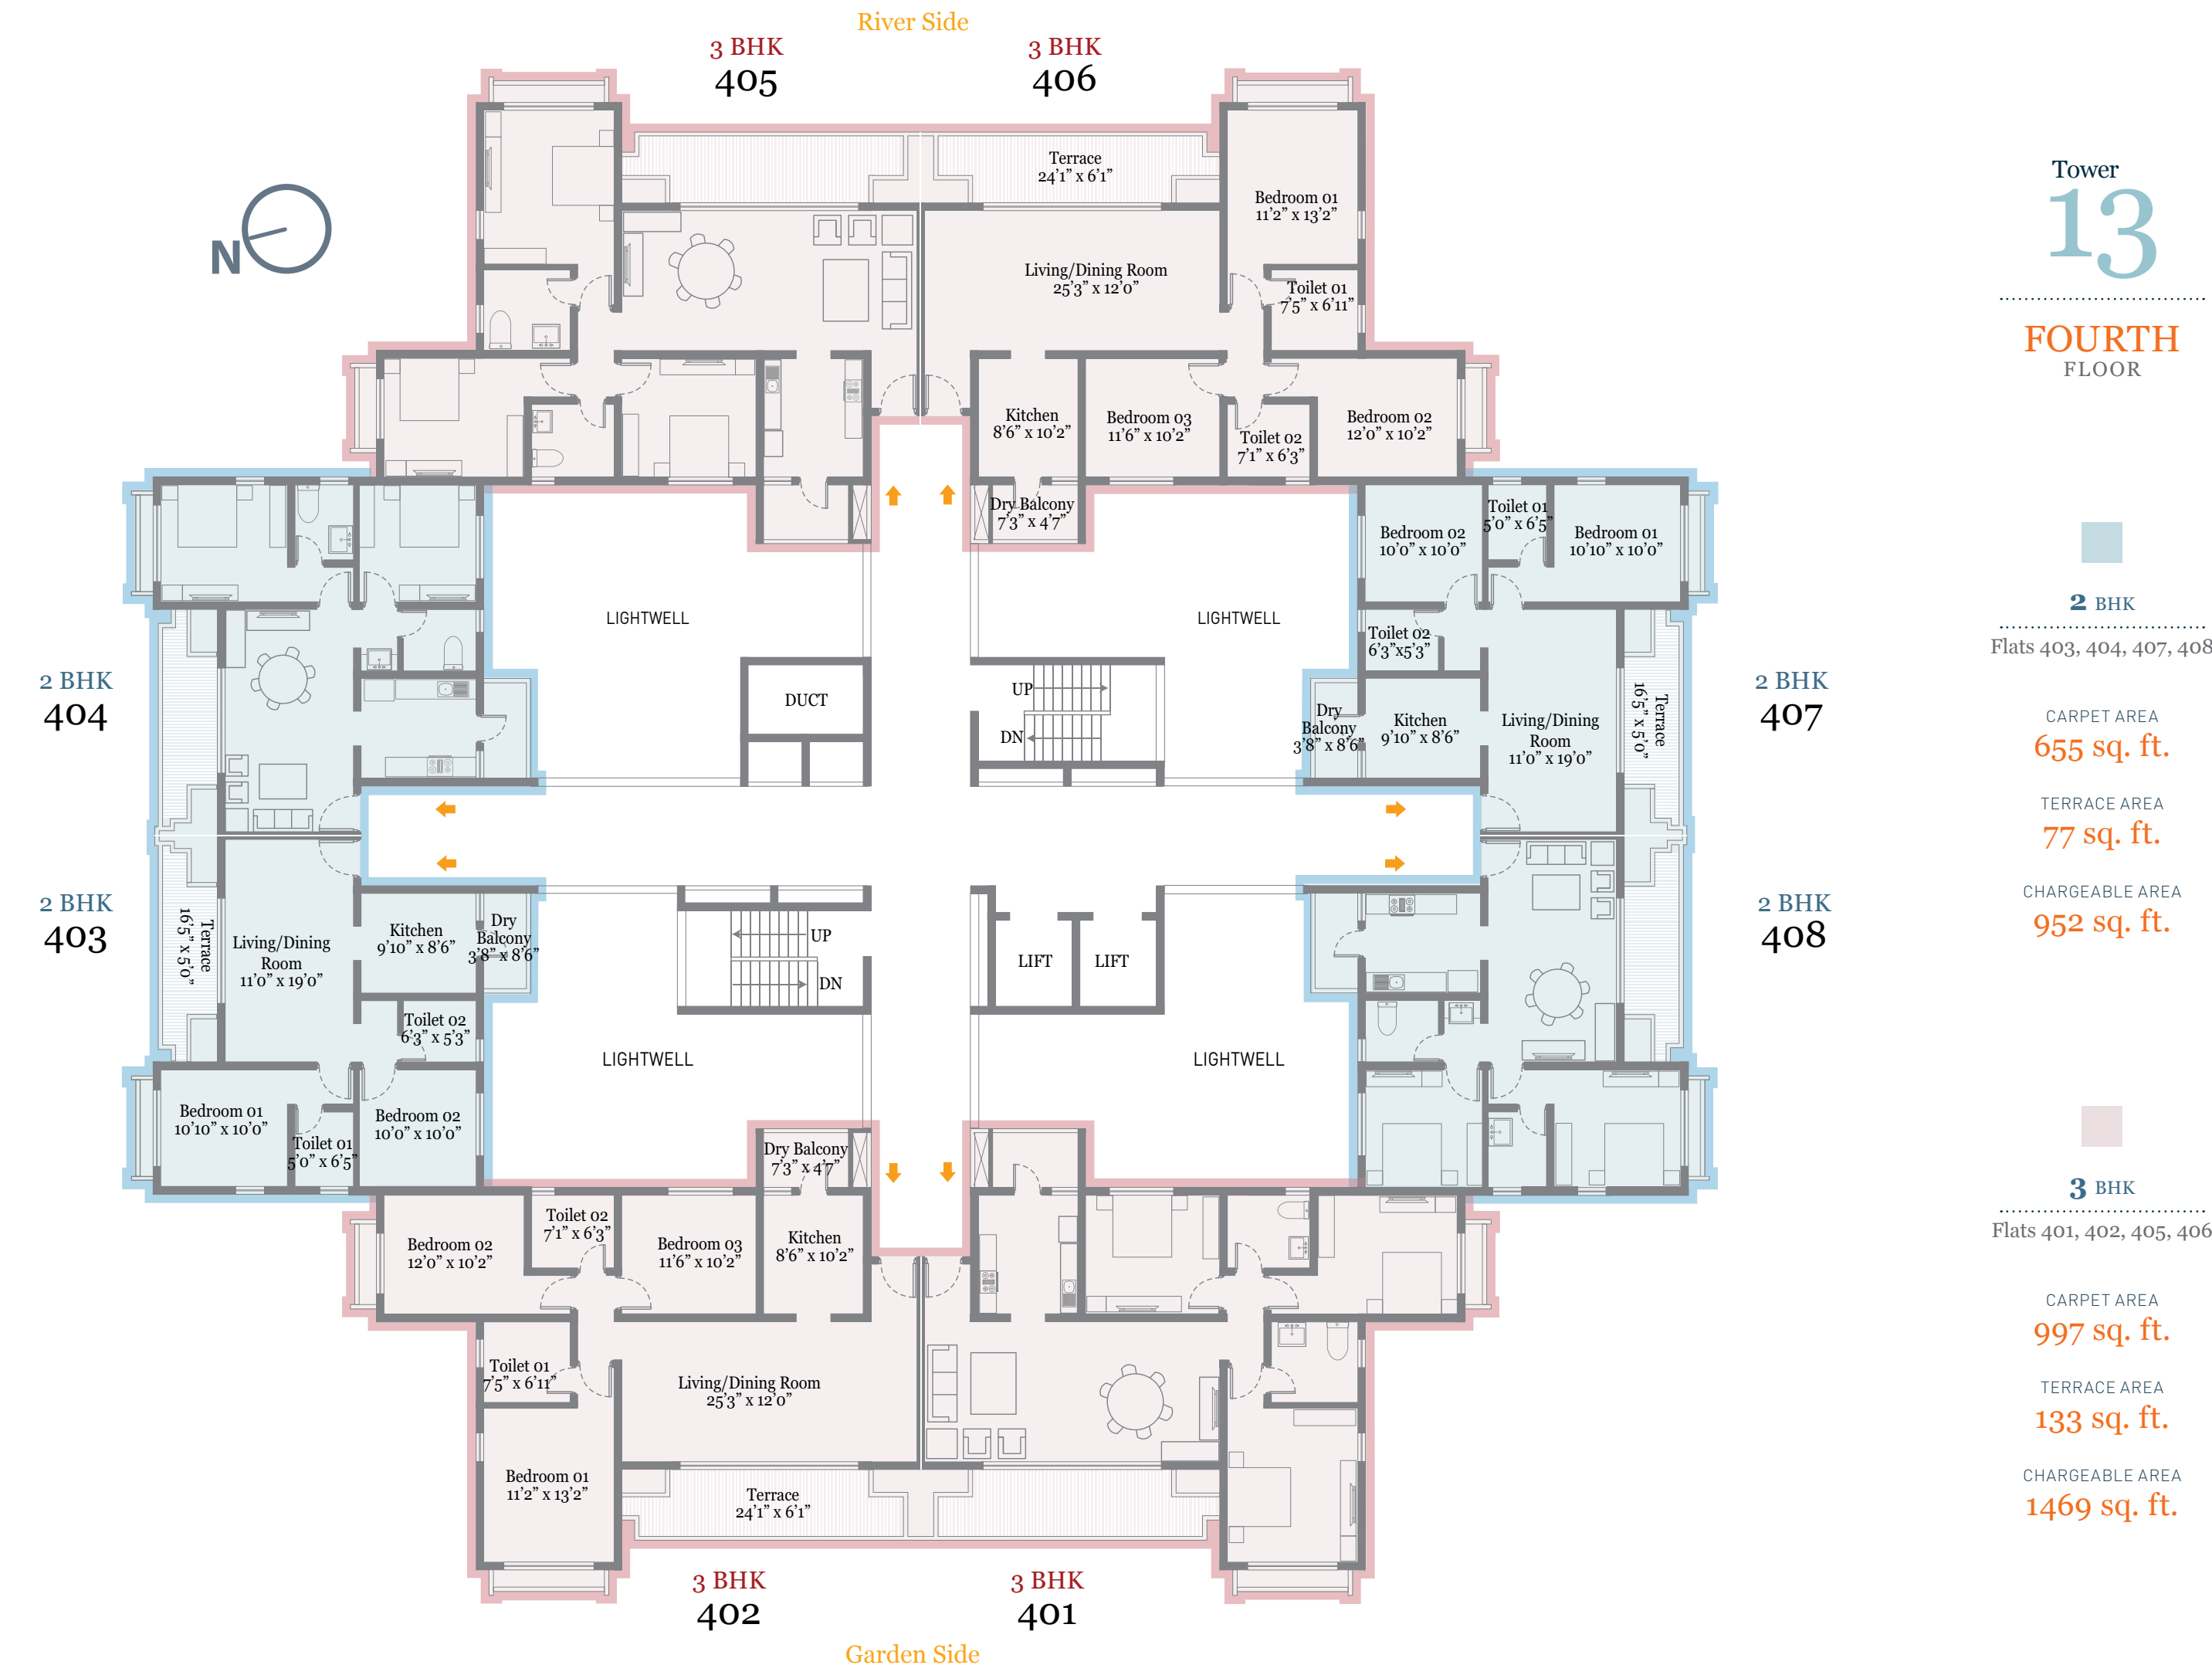 River Side
3 BHK
405
3 BHK
406
N
Terrace
24'1” x 6'1”
Bedroom 01
11'2” x 13'2”
Living/Dining Room
25'3” x 12'0”
Toilet 01
7'5” x 6'11”
Kitchen
8'6” x 10'2”
Bedroom 03
11'6” x 10'2”
Toilet 02
7'1” x 6'3”
Bedroom 02
12'0” x 10'2”
Dry Balcony
7'3” x 4'7”
Bedroom 02
10'0” x 10'0”
Toilet 01
5'0” x 6'5”
Bedroom 01
10'10” x 10'0”
LIGHTWELL
LIGHTWELL
Toilet 02
6'3”x5'3”
2 BHK
404
DUCT
UP
DN
Dry
Balcony
3'8” x 8'6”
Kitchen
9'10” x 8'6”
Living/Dining
Room
11'0” x 19'0”
Terrace
16'5” x 5'0”
2 BHK
407
2 BHK
403
Terrace
16'5” x 5'0”
Living/Dining
Room
11'0” x 19'0”
Kitchen
9'10” x 8'6”
Dry
Balcony
3'8” x 8'6”
UP
DN
LIFT
LIFT
2 BHK
408
Toilet 02
6'3” x 5'3”
LIGHTWELL
LIGHTWELL
Bedroom 01
10'10” x 10'0”
Toilet 01
5'0” x 6'5”
Bedroom 02
10'0” x 10'0”
Dry Balcony
7'3” x 4'7”
Bedroom 02
12'0” x 10'2”
Toilet 02
7'1” x 6'3”
Bedroom 03
11'6” x 10'2”
Kitchen
8'6” x 10'2”
Toilet 01
7'5” x 6'11”
Living/Dining Room
25'3” x 12'0”
Bedroom 01
11'2” x 13'2”
Terrace
24'1” x 6'1”
3 BHK
402
3 BHK
401
Garden Side
Tower
13
FOURTH
FLOOR
2 BHK
Flats 403, 404, 407, 408
CARPET AREA
655 sq. ft.
TERRACE AREA
77 sq. ft.
CHARGEABLE AREA
952 sq. ft.
3 BHK
Flats 401, 402, 405, 406
CARPET AREA
997 sq. ft.
TERRACE AREA
133 sq. ft.
CHARGEABLE AREA
1469 sq. ft.